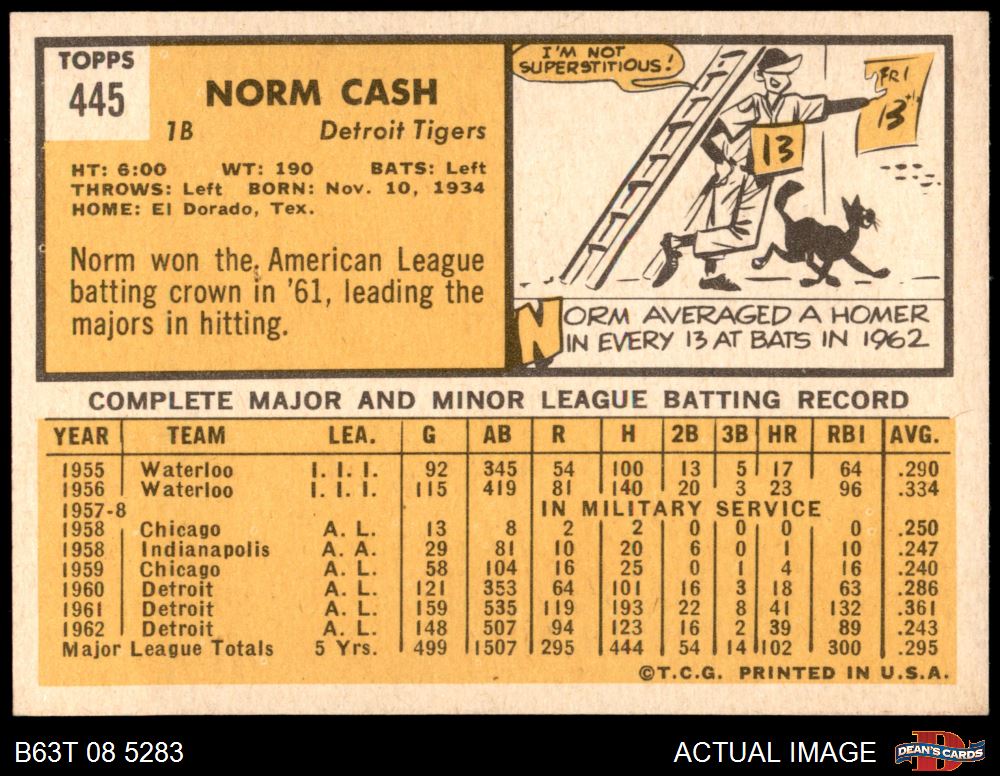 TOPPS
445
NORM CASH
1B Detroit Tigers
HT: 6:00 WT: 190 BATS: Left
THROWS: Left BORN: Nov. 10, 1934
HOME: El Dorado, Tex.
Norm won the American League
batting crown in '61, leading the
majors in hitting.
I'M NOT
SUPERSTITIOUS!
FRI
13TH
13
NORM AVERAGED A HOMER
IN EVERY 13 AT BATS IN 1962
COMPLETE MAJOR AND MINOR LEAGUE BATTING RECORD
YEAR TEAM LEA. G AB R H 2B 3B HR RBI AVG.
1955 Waterloo I. I. I. 92 345 54 100 13 5 17 64 .290
1956 Waterloo I. I. I. 115 419 81 140 20 3 23 96 .334
1957-8 IN MILITARY SERVICE
1958 Chicago A. L. 13 8 2 2 0 0 0 0 .250
1958 Indianapolis A. A. 29 81 10 20 6 0 1 10 .247
1959 Chicago A. L. 58 104 16 25 0 1 4 16 .240
1960 Detroit A. L. 121 353 64 101 16 3 18 63 .286
1961 Detroit A. L. 159 535 119 193 22 8 41 132 .361
1962 Detroit A. L. 148 507 94 123 16 2 39 89 .243
Major League Totals 5 Yrs. 499 1507 295 444 54 14 102 300 .295
©T.C.G. PRINTED IN U.S.A.
B63T 08 5283
ACTUAL IMAGE
DEAN'S CARDS